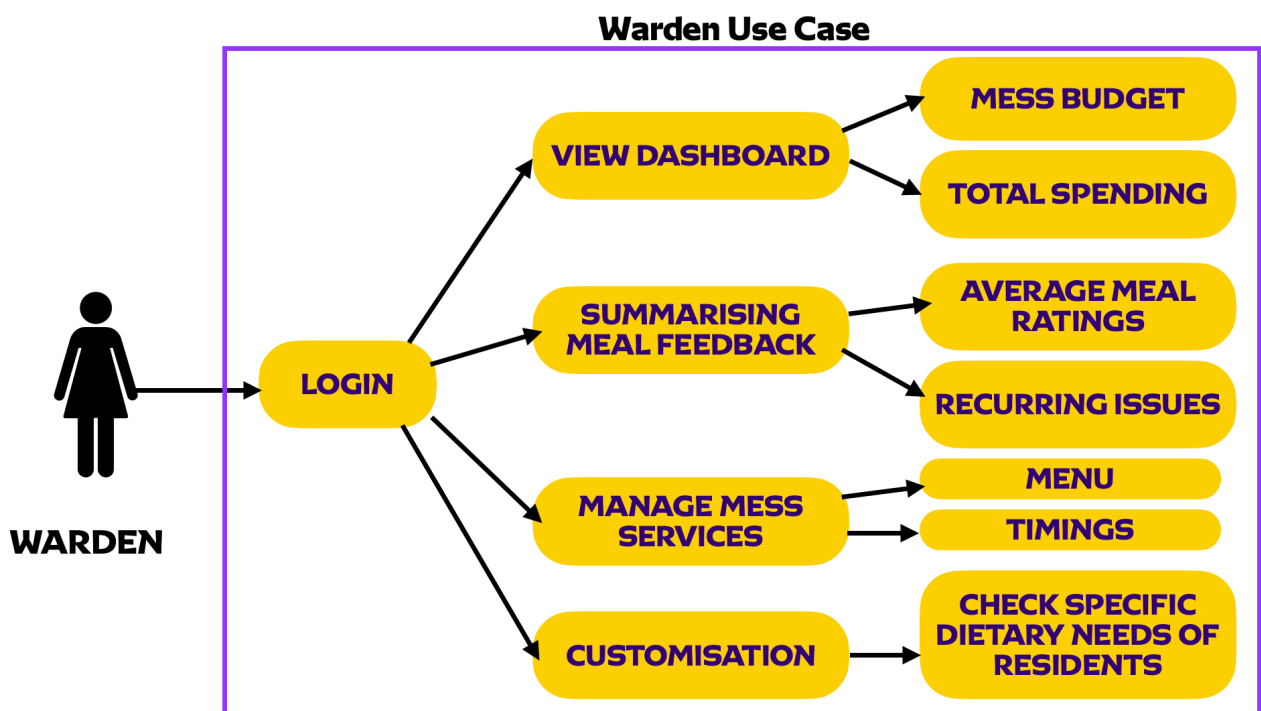 Warden Use Case
MESS BUDGET
VIEW DASHBOARD
TOTAL SPENDING
SUMMARISING
MEAL FEEDBACK
AVERAGE MEAL
RATINGS
LOGIN
RECURRING ISSUES
MANAGE MESS
SERVICES
MENU
TIMINGS
WARDEN
CUSTOMISATION
CHECK SPECIFIC
DIETARY NEEDS OF
RESIDENTS